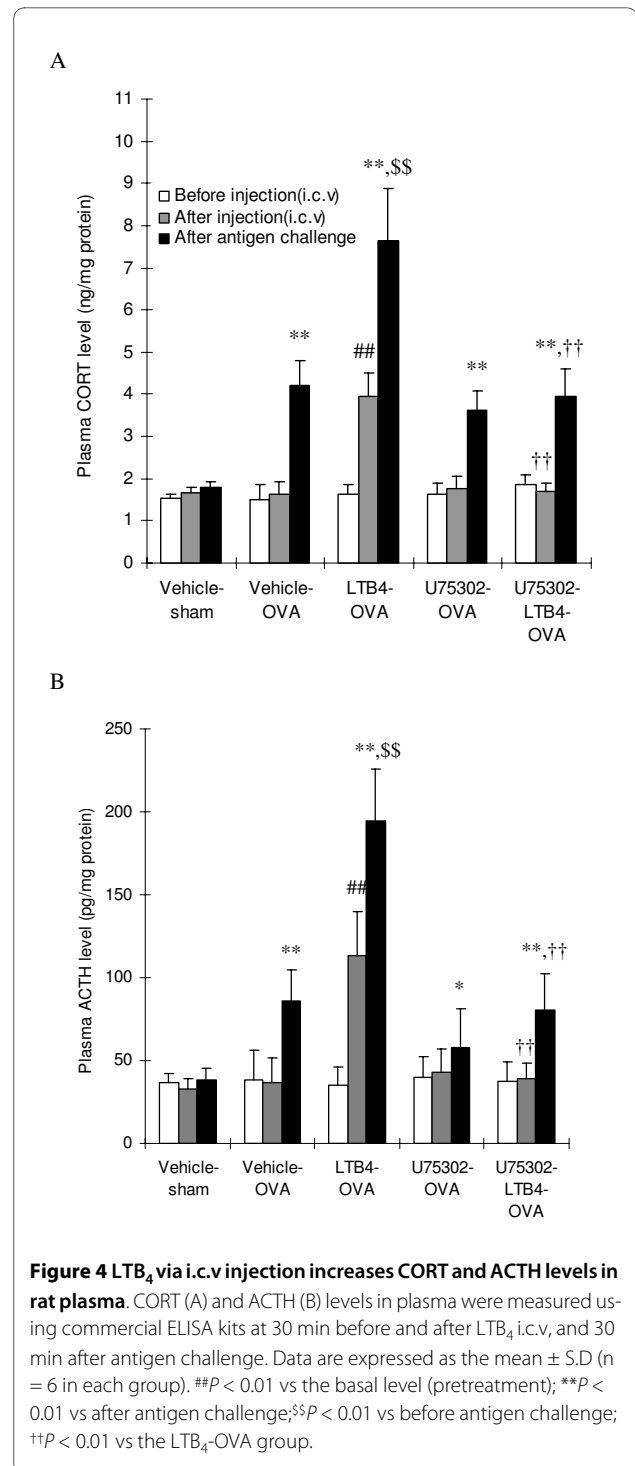 A
11
10
9
8
7
6
5
4
3
2
1
0
Plasma CORT level (ng/mg protein)
Before injection(i.c.v)
After injection(i.c.v)
After antigen challenge
**
##
**,$$
**
††
**,††
Vehicle-
sham
Vehicle-
OVA
LTB4-
OVA
U75302-
OVA
U75302-
LTB4-
OVA
B
250
200
150
100
50
0
Plasma ACTH level (pg/mg protein)
**
##
**,$$
*
††
**,††
Vehicle-
sham
Vehicle-
OVA
LTB4-
OVA
U75302-
OVA
U75302-
LTB4-
OVA
Figure 4 LTB₄ via i.c.v injection increases CORT and ACTH levels in
rat plasma. CORT (A) and ACTH (B) levels in plasma were measured us-
ing commercial ELISA kits at 30 min before and after LTB₄ i.c.v, and 30
min after antigen challenge. Data are expressed as the mean ± S.D (n
= 6 in each group). ##P < 0.01 vs the basal level (pretreatment); **P <
0.01 vs after antigen challenge;$$P < 0.01 vs before antigen challenge;
††P < 0.01 vs the LTB₄-OVA group.